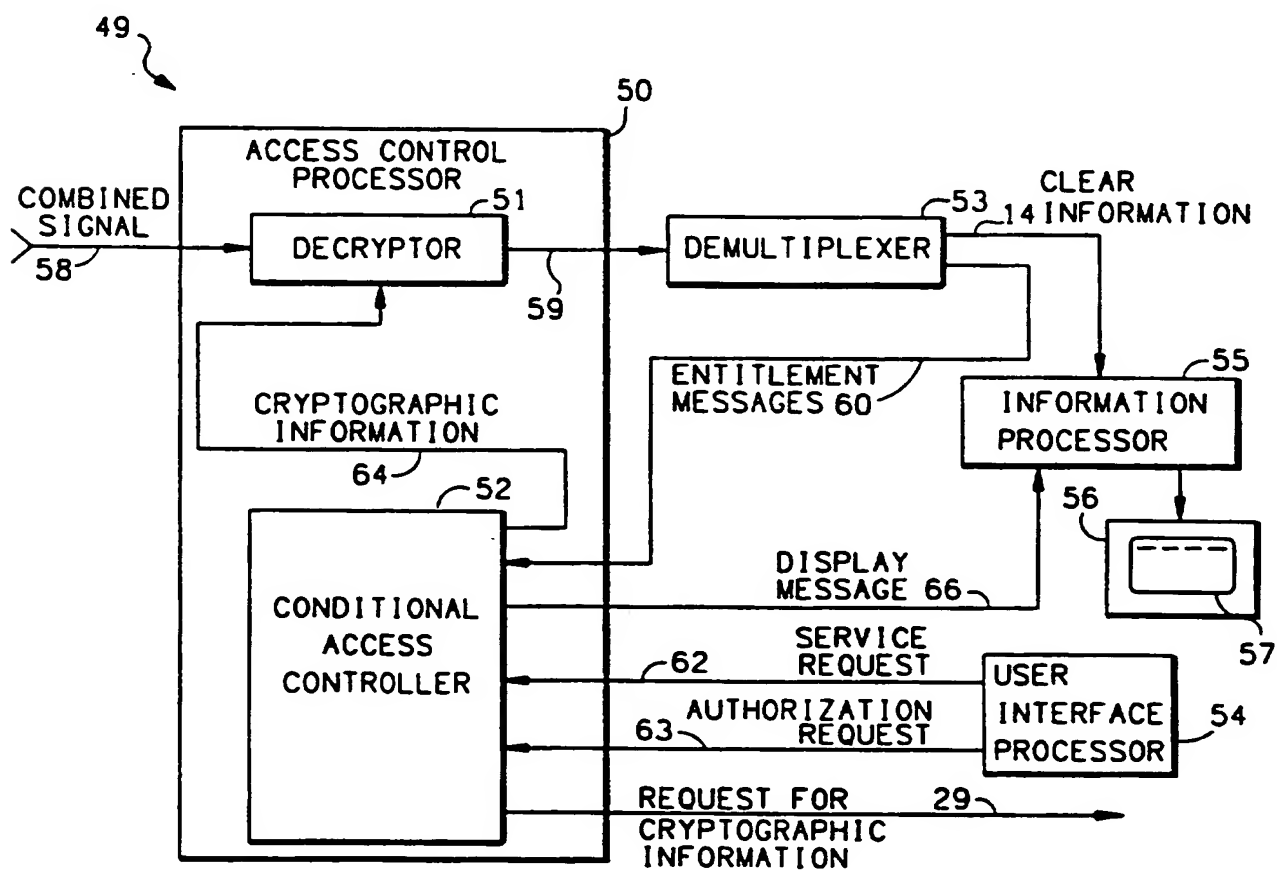 49
50
ACCESS CONTROL
PROCESSOR
COMBINED
SIGNAL
58
51
DECRYPTOR
59
53
DEMULTIPLEXER
CLEAR
14 INFORMATION
ENTITLEMENT
MESSAGES 60
55
INFORMATION
PROCESSOR
CRYPTOGRAPHIC
INFORMATION
64
52
CONDITIONAL
ACCESS
CONTROLLER
56
57
DISPLAY
MESSAGE 66
SERVICE
REQUEST
62
AUTHORIZATION
REQUEST
63
USER
INTERFACE
PROCESSOR
54
REQUEST FOR
CRYPTOGRAPHIC
INFORMATION
29